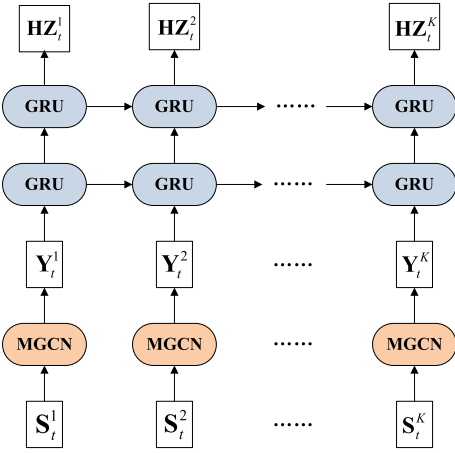 HZ_t^1 HZ_t^2 HZ_t^K
GRU GRU ...... GRU
GRU GRU ...... GRU
Y_t^1 Y_t^2 ...... Y_t^K
MGCN MGCN ...... MGCN
S_t^1 S_t^2 ...... S_t^K